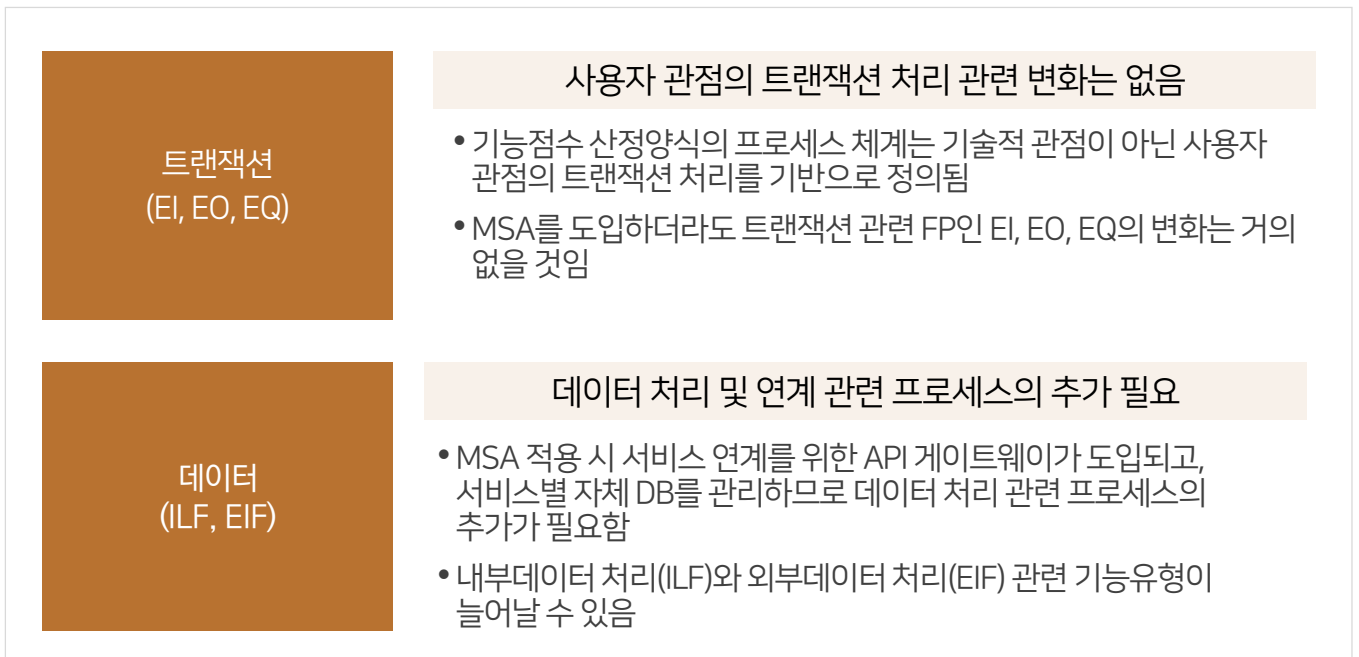 트랜잭션
(EI, EO, EQ)
사용자 관점의 트랜잭션 처리 관련 변화는 없음
• 기능점수 산정양식의 프로세스 체계는 기술적 관점이 아닌 사용자
관점의 트랜잭션 처리를 기반으로 정의됨
• MSA를 도입하더라도 트랜잭션 관련 FP인 EI, EO, EQ의 변화는 거의
없을 것임
데이터
(ILF, EIF)
데이터 처리 및 연계 관련 프로세스의 추가 필요
• MSA 적용 시 서비스 연계를 위한 API 게이트웨이가 도입되고,
서비스별 자체 DB를 관리하므로 데이터 처리 관련 프로세스의
추가가 필요함
• 내부데이터 처리(ILF)와 외부데이터 처리(EIF) 관련 기능유형이
늘어날 수 있음